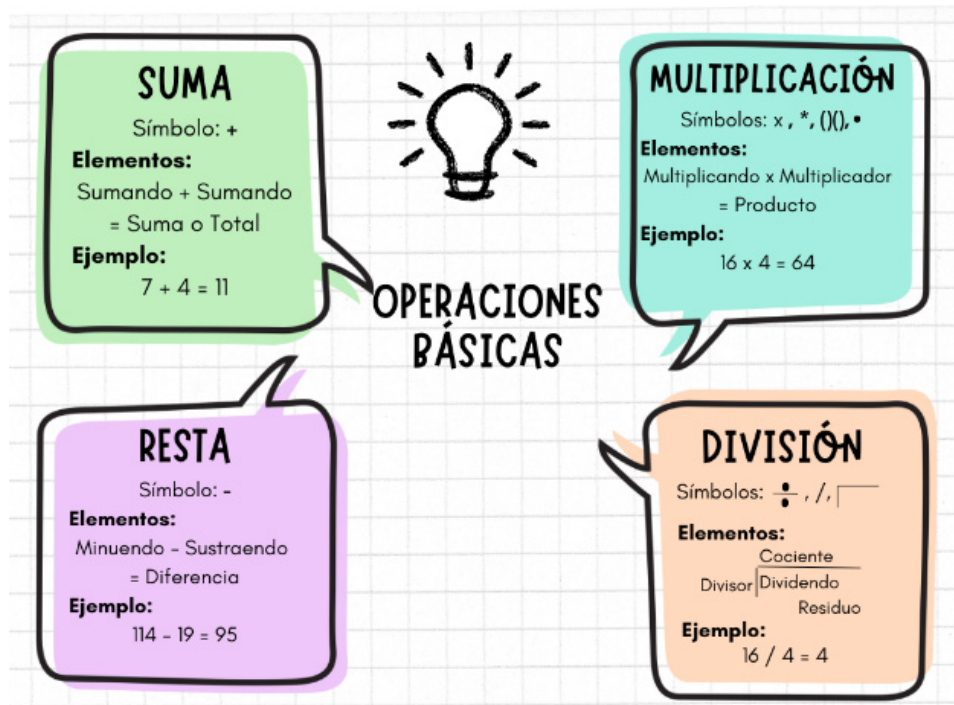 SUMA
Símbolo: +
Elementos:
Sumando + Sumando
= Suma o Total
Ejemplo:
7 + 4 = 11
OPERACIONES
BÁSICAS
MULTIPLICACIÓN
Símbolos: x , *, ()(), •
Elementos:
Multiplicando x Multiplicador
= Producto
Ejemplo:
16 x 4 = 64
RESTA
Símbolo: -
Elementos:
Minuendo - Sustraendo
= Diferencia
Ejemplo:
114 - 19 = 95
DIVISIÓN
Símbolos: ÷ , /, ⟌
Elementos:
Cociente
Divisor Dividendo
Residuo
Ejemplo:
16 / 4 = 4